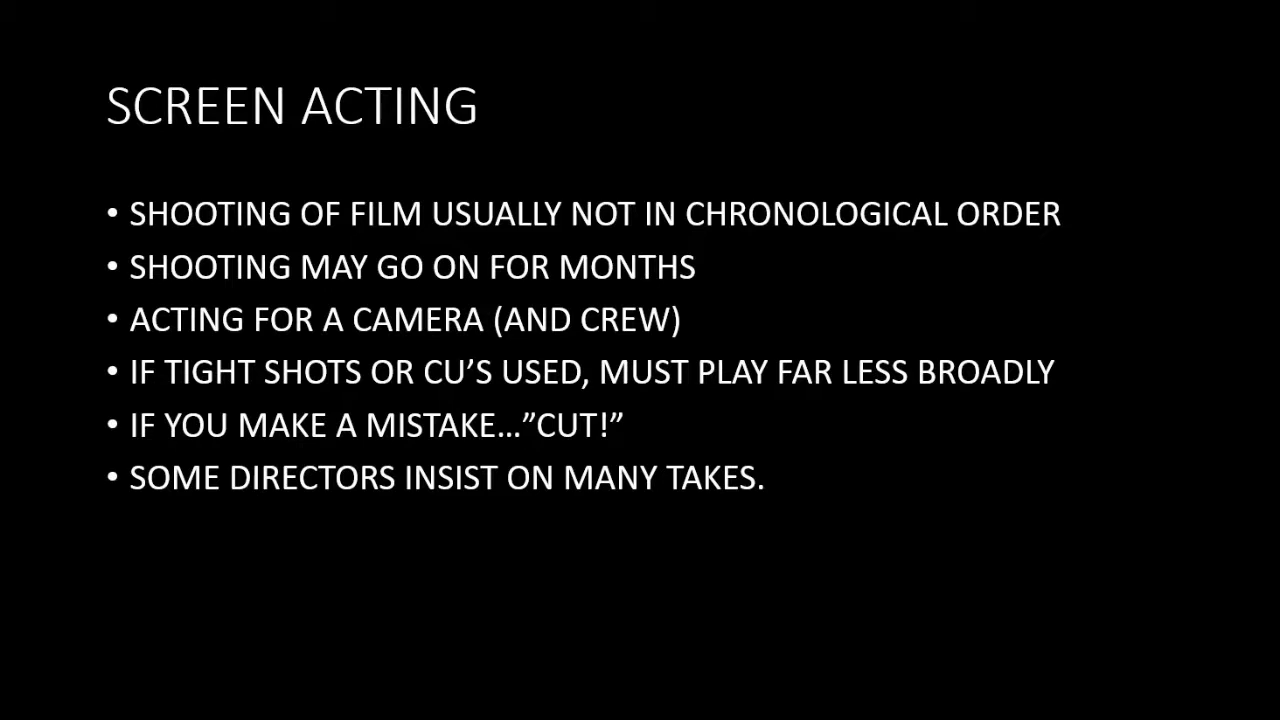 SCREEN ACTING
• SHOOTING OF FILM USUALLY NOT IN CHRONOLOGICAL ORDER
• SHOOTING MAY GO ON FOR MONTHS
• ACTING FOR A CAMERA (AND CREW)
• IF TIGHT SHOTS OR CU’S USED, MUST PLAY FAR LESS BROADLY
• IF YOU MAKE A MISTAKE…”CUT!”
• SOME DIRECTORS INSIST ON MANY TAKES.